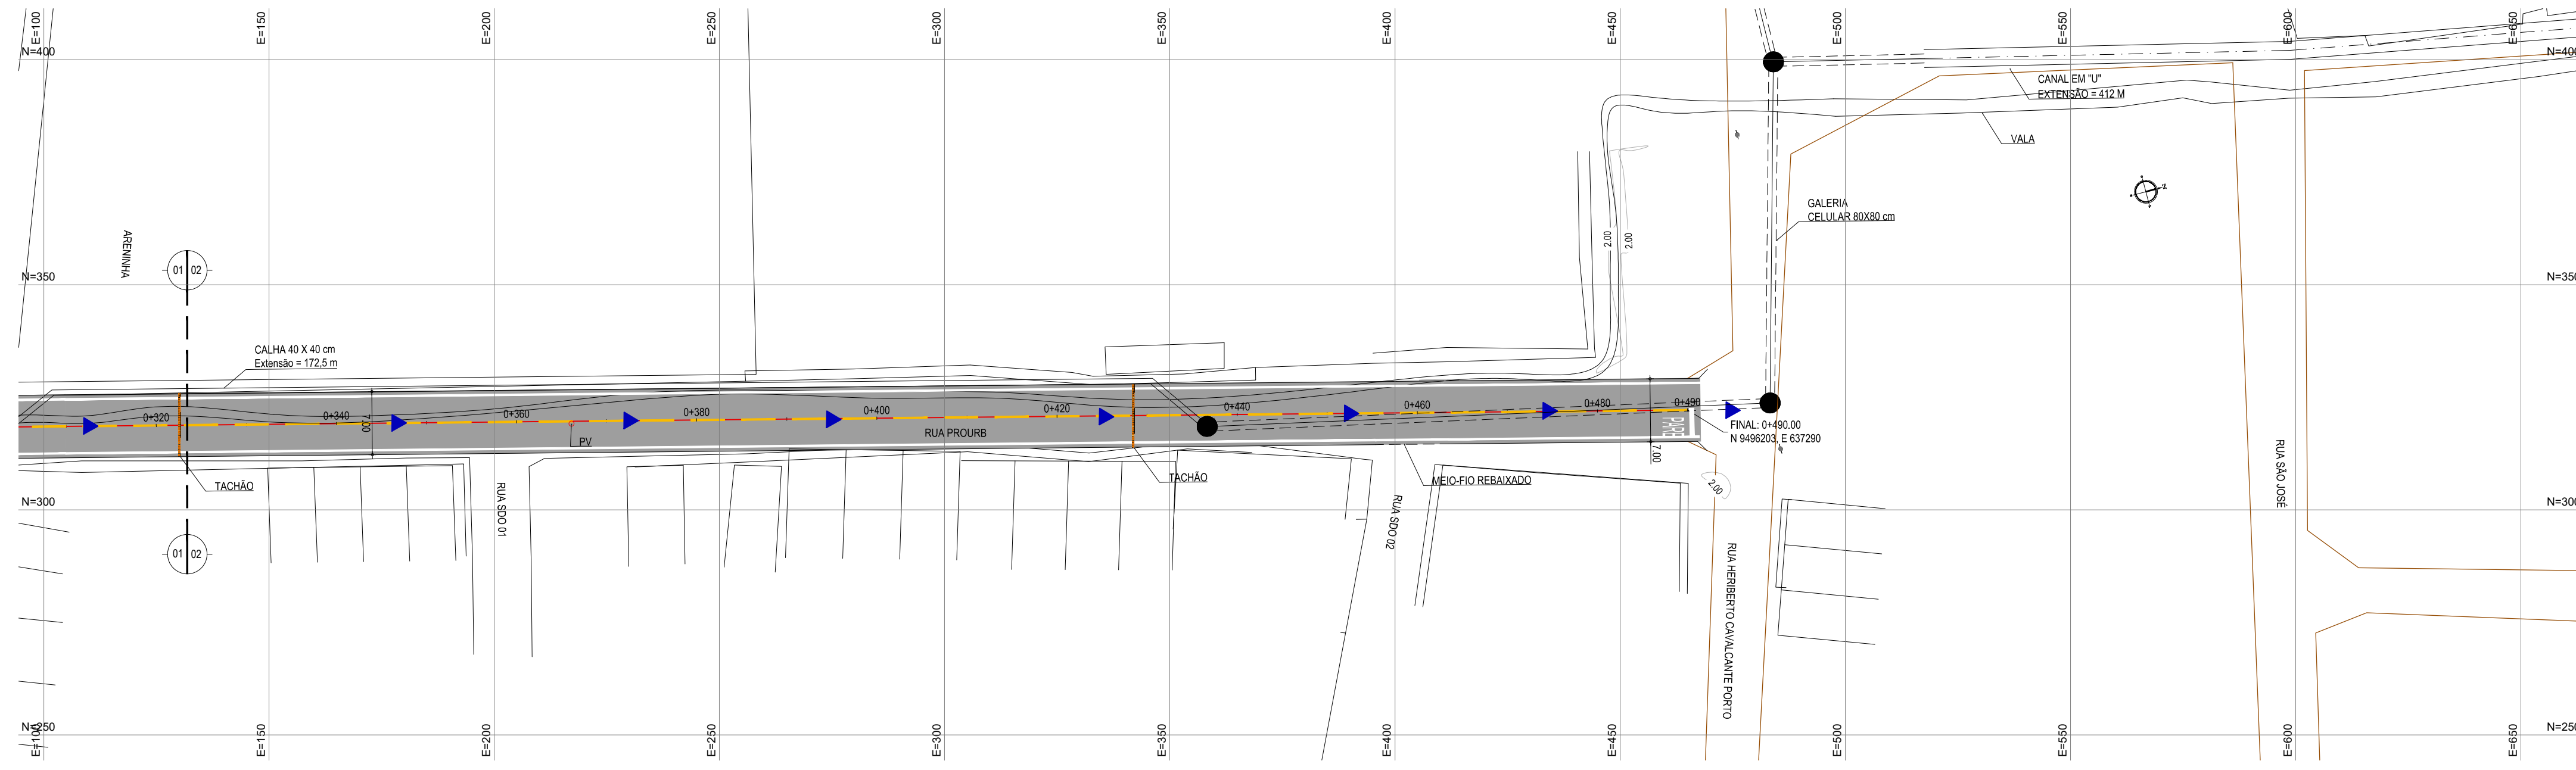 E=100
E=150
E=200
E=250
E=300
E=350
E=400
E=450
E=500
E=550
E=600
E=650
N=400
N=400
CANAL EM "U"
EXTENSÃO = 412 M
VALA
GALERIA
CELULAR 80X80 cm
N
2.00
2.00
ARENINHA
01 02
N=350
N=350
CALHA 40 X 40 cm
Extensão = 172,5 m
0+320
0+340
7.00
0+360
0+380
0+400
0+420
0+440
0+460
0+480
0+490
RUA PROURB
PV
PARE
FINAL: 0+490.00
N 9496203, E 637290
7.00
TACHÃO
TACHÃO
MEIO-FIO REBAIXADO
2.00
RUA SDO 01
RUA SDO 02
RUA SÃO JOSÉ
N=300
N=300
01 02
RUA HERIBERTO CAVALCANTE PORTO
N=250
N=250
E=100
E=150
E=200
E=250
E=300
E=350
E=400
E=450
E=500
E=550
E=600
E=650